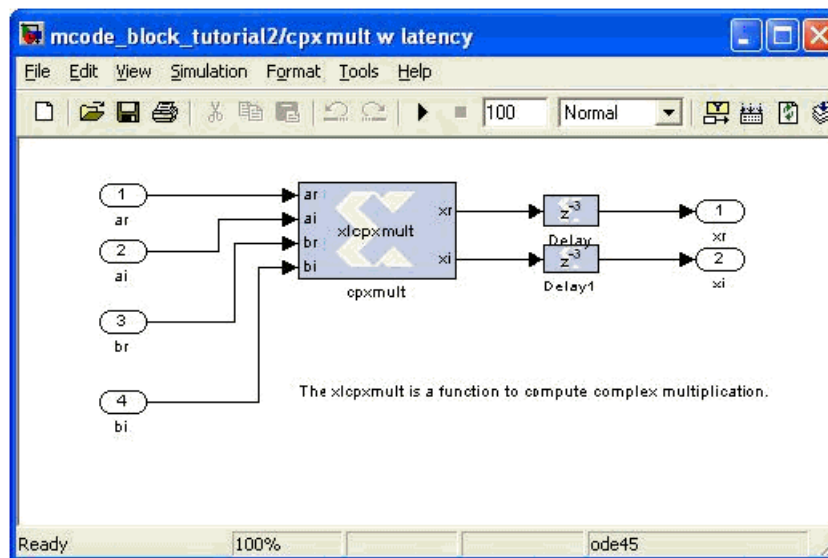 mcode_block_tutorial2/cpx mult w latency
File Edit View Simulation Format Tools Help
100 Normal
1
ar
2
ai
3
br
4
bi
ar
ai
br
bi
xlcpxmult
xr
xi
cpxmult
z⁻³
Delay
z⁻³
Delay1
1
xr
2
xi
The xlcpxmult is a function to compute complex multiplication.
Ready 100% ode45